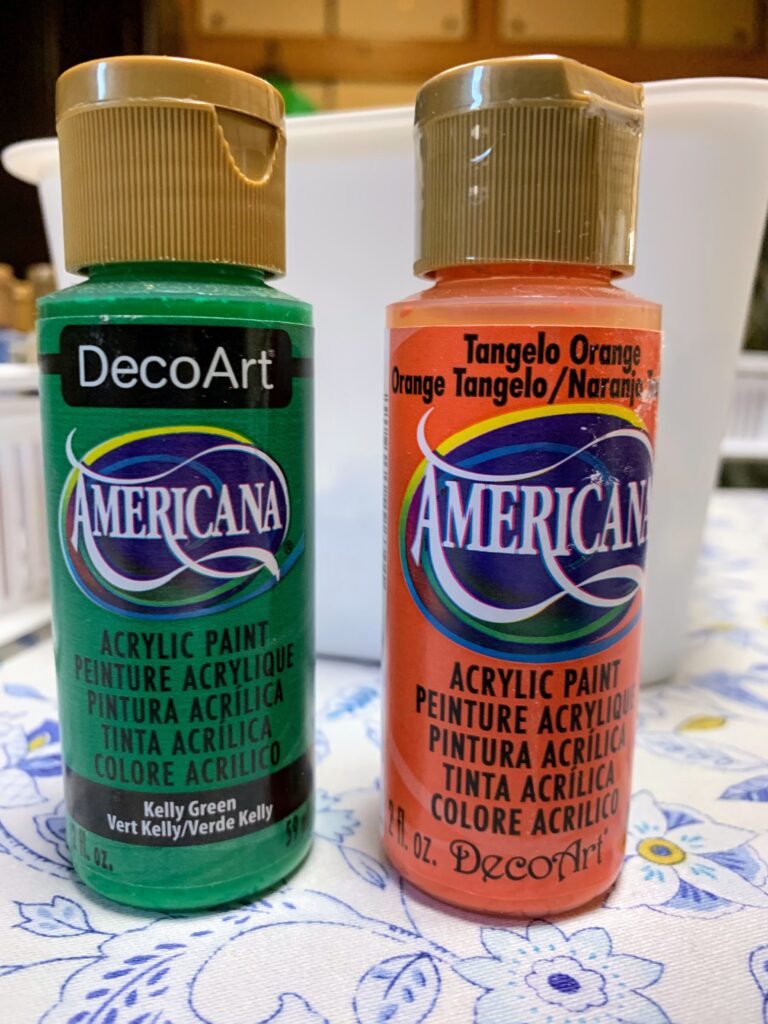 DecoArt®
AMERICANA®
ACRYLIC PAINT
PEINTURE ACRYLIQUE
PINTURA ACRÍLICA
TINTA ACRÍLICA
COLORE ACRILICO
Kelly Green
Vert Kelly/Verde Kelly
2 fl. oz. 59
Tangelo Orange
Orange Tangelo/Naranja
AMERICANA
ACRYLIC PAINT
PEINTURE ACRYLIQUE
PINTURA ACRÍLICA
TINTA ACRÍLICA
COLORE ACRILICO
2 fl. oz. DecoArt